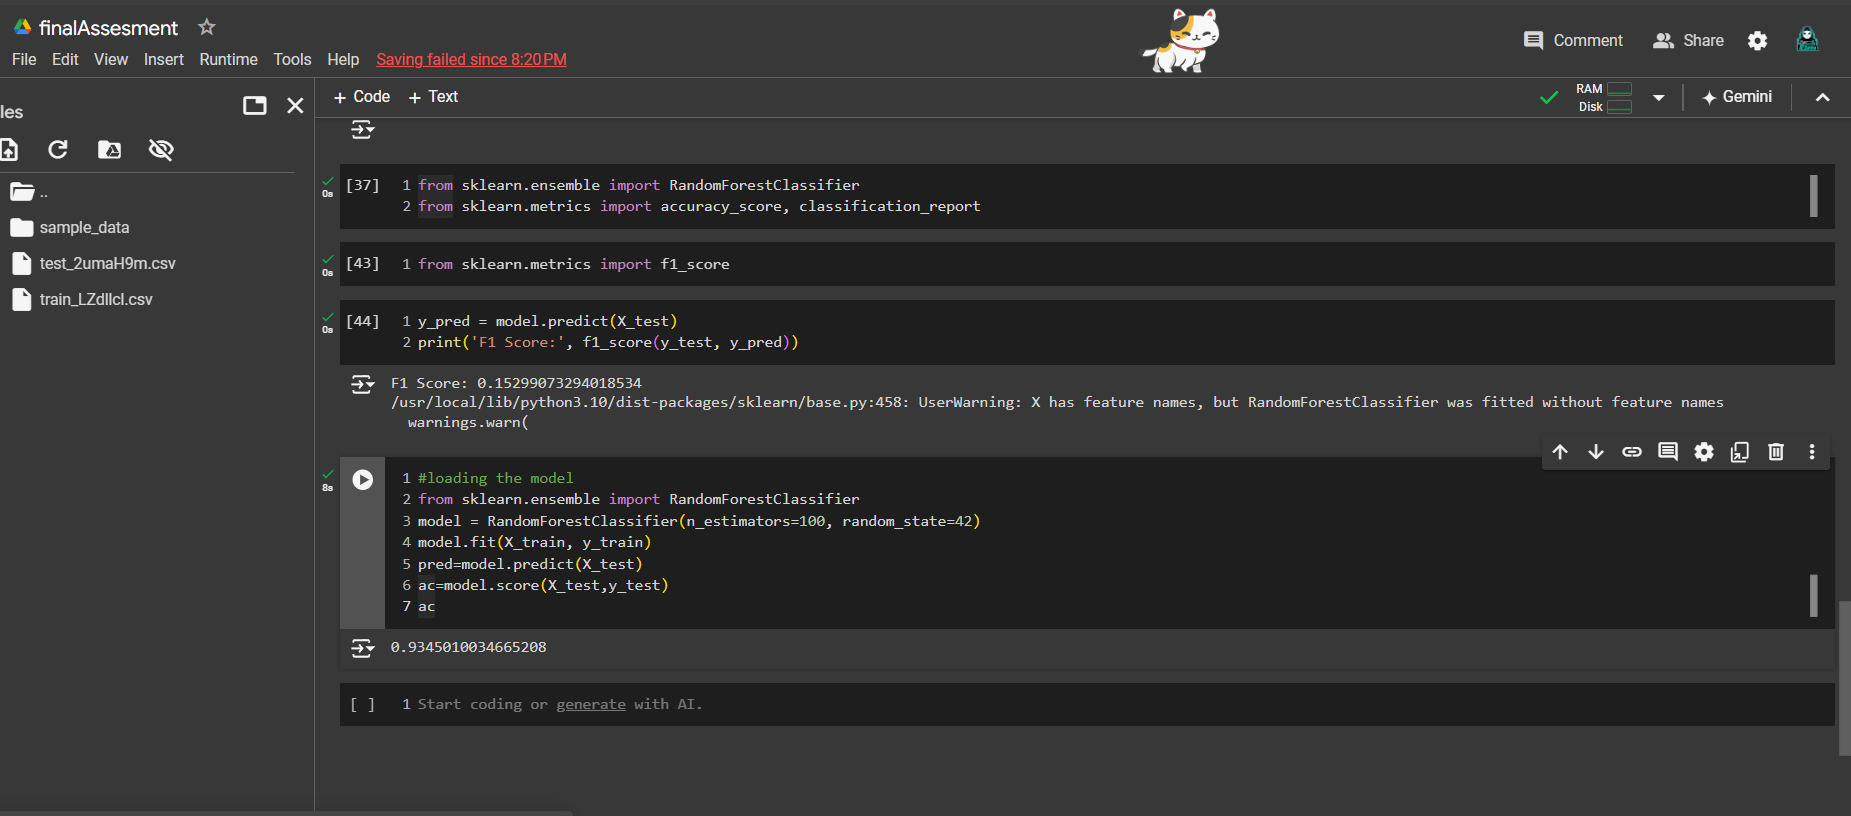 finalAssesment
File Edit View Insert Runtime Tools Help Saving failed since 8:20 PM
Comment
Share
les
+ Code + Text
RAM
Disk
Gemini
..
sample_data
test_2umaH9m.csv
train_LZdllcl.csv
0s
[37]
1 from sklearn.ensemble import RandomForestClassifier
2 from sklearn.metrics import accuracy_score, classification_report
0s
[43]
1 from sklearn.metrics import f1_score
0s
[44]
1 y_pred = model.predict(X_test)
2 print('F1 Score:', f1_score(y_test, y_pred))
F1 Score: 0.15299073294018534
/usr/local/lib/python3.10/dist-packages/sklearn/base.py:458: UserWarning: X has feature names, but RandomForestClassifier was fitted without feature names
warnings.warn(
8s
1 #loading the model
2 from sklearn.ensemble import RandomForestClassifier
3 model = RandomForestClassifier(n_estimators=100, random_state=42)
4 model.fit(X_train, y_train)
5 pred=model.predict(X_test)
6 ac=model.score(X_test,y_test)
7 ac
0.9345010034665208
[ ]
1 Start coding or generate with AI.